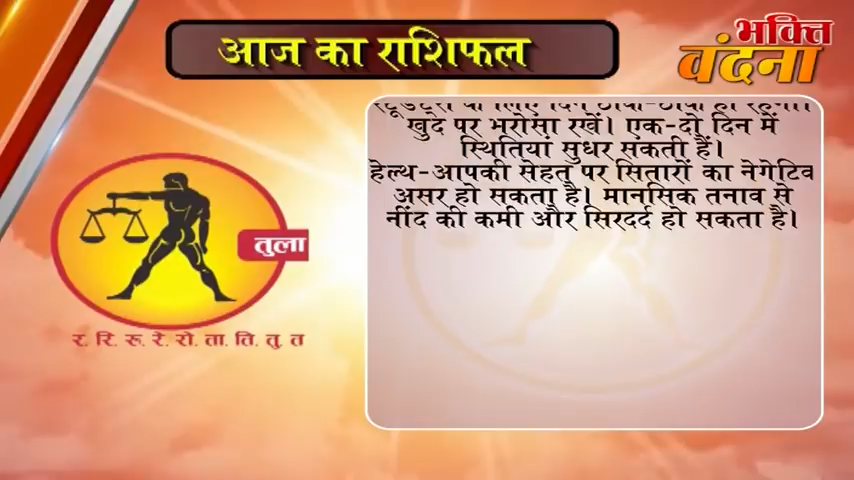 आज का राशिफल
भक्ति
वंदना
खुद पर भरोसा रखें। एक-दो दिन में
स्थितियां सुधर सकती हैं।
हेल्थ-आपकी सेहत पर सितारों का नेगेटिव
असर हो सकता है। मानसिक तनाव से
नींद की कमी और सिरदर्द हो सकता है।
तुला
र. रि. रू. रे. रो. ता. ति. तु. त